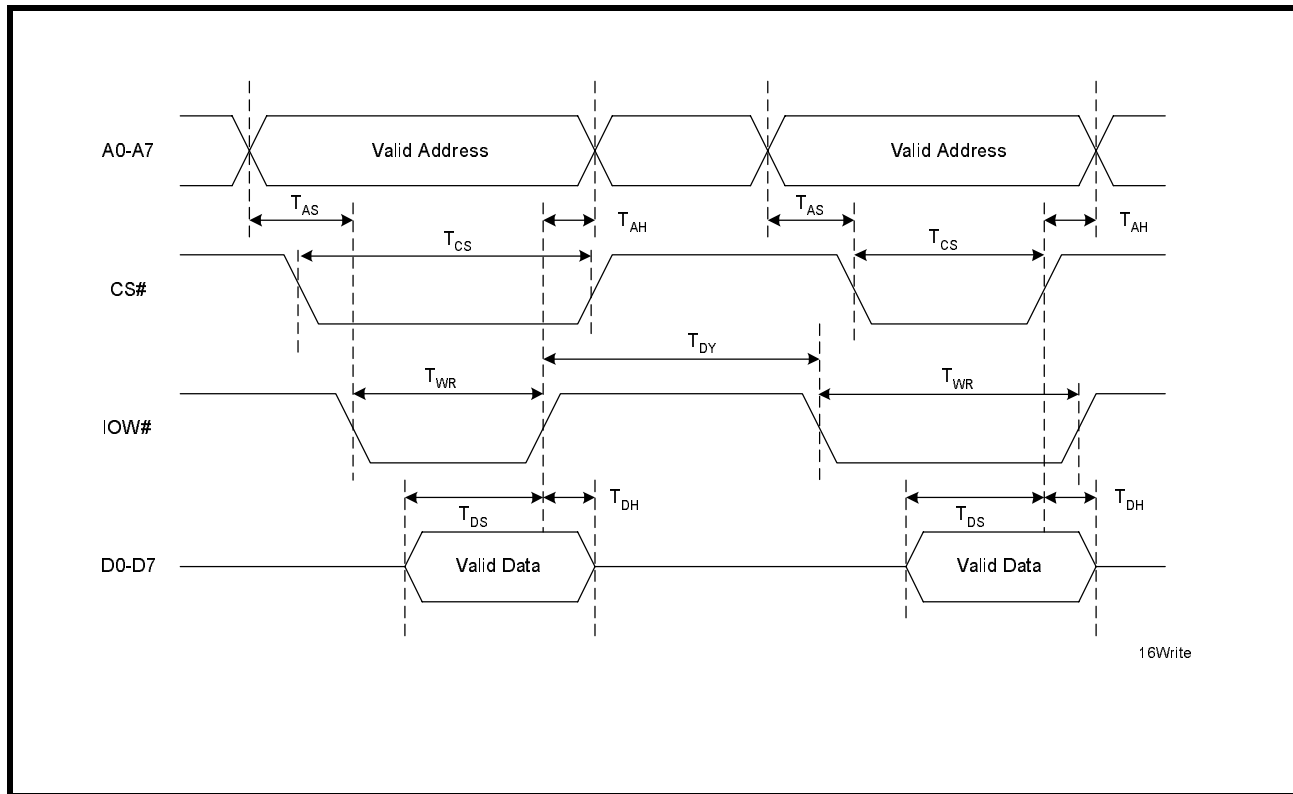 A0-A7
Valid Address
Valid Address
TAS
TAH
TAS
TAH
TCS
TCS
CS#
TDY
TWR
TWR
IOW#
TDS
TDH
TDS
TDH
D0-D7
Valid Data
Valid Data
16Write